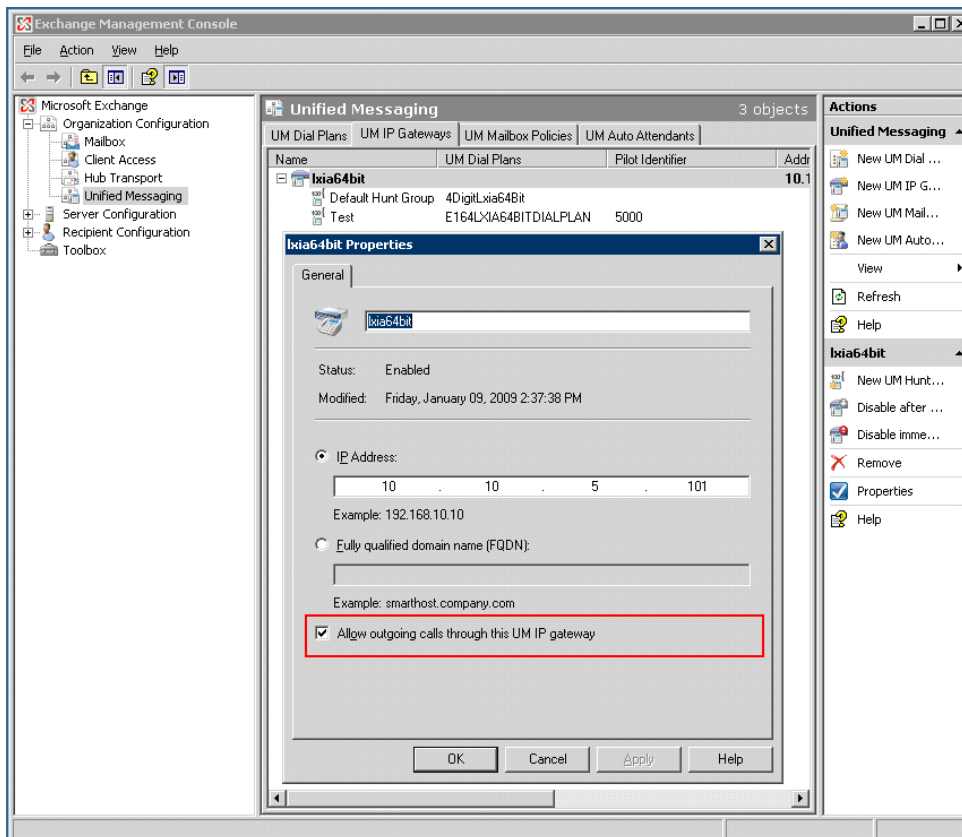 Exchange Management Console
File Action View Help
Microsoft Exchange
Organization Configuration
Mailbox
Client Access
Hub Transport
Unified Messaging
Server Configuration
Recipient Configuration
Toolbox
Unified Messaging 3 objects
UM Dial Plans UM IP Gateways UM Mailbox Policies UM Auto Attendants
Name UM Dial Plans Pilot Identifier Addr
lxia64bit 10.1
Default Hunt Group 4DigitLxia64Bit
Test E164LXIA64BITDIALPLAN 5000
lxia64bit Properties
General
lxia64bit
Status: Enabled
Modified: Friday, January 09, 2009 2:37:38 PM
IP Address:
10 . 10 . 5 . 101
Example: 192.168.10.10
Fully qualified domain name (FQDN):
Example: smarthost.company.com
Allow outgoing calls through this UM IP gateway
OK Cancel Apply Help
Actions
Unified Messaging
New UM Dial ...
New UM IP G...
New UM Mail...
New UM Auto...
View
Refresh
Help
lxia64bit
New UM Hunt...
Disable after ...
Disable imme...
Remove
Properties
Help